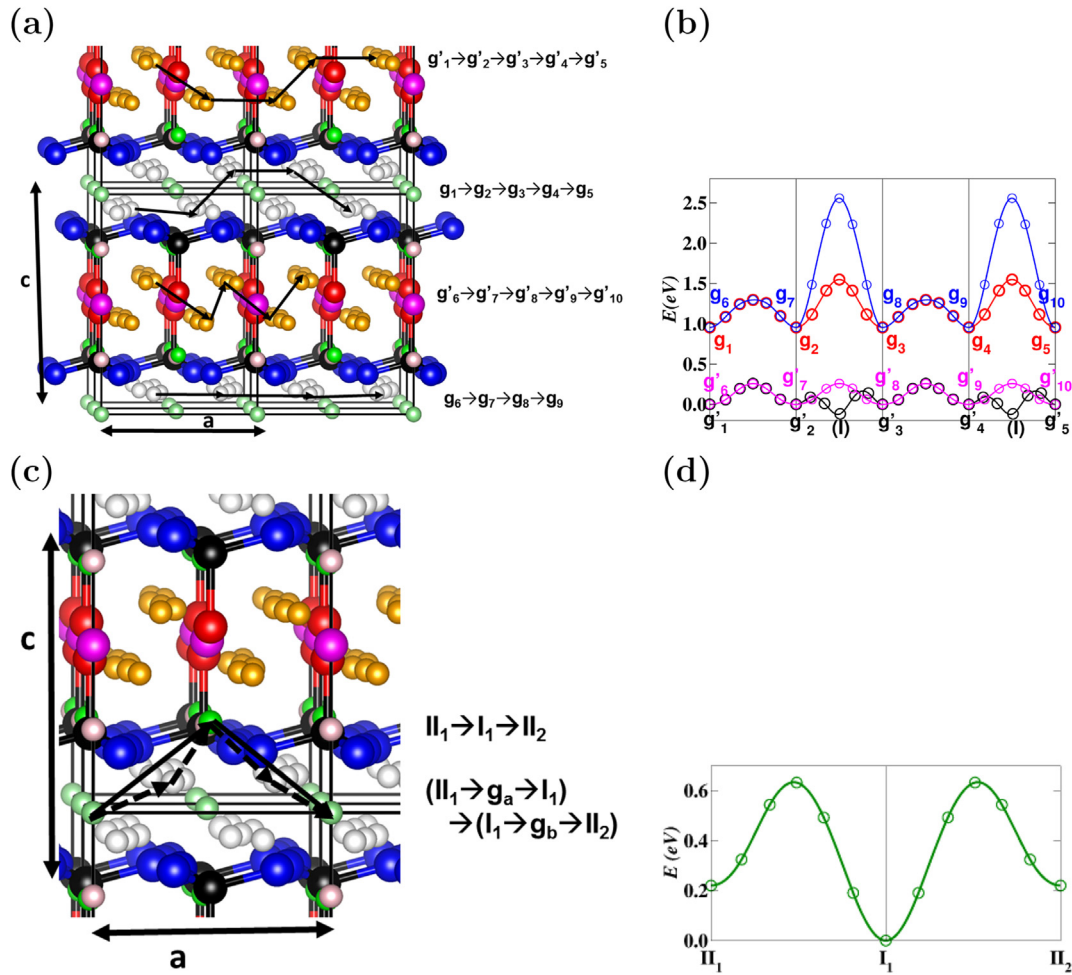 (a)
g'₁→g'₂→g'₃→g'₄→g'₅
g₁→g₂→g₃→g₄→g₅
c
g'₆→g'₇→g'₈→g'₉→g'₁₀
g₆→g₇→g₈→g₉
a
(b)
E(eV)
2.5
2.0
1.5
1.0
0.5
0.0
g₆ g₇ g₈ g₉ g₁₀
g₁ g₂ g₃ g₄ g₅
g'₆ g'₇ g'₈ g'₉ g'₁₀
g'₁ g'₂ (I) g'₃ g'₄ (I) g'₅
(c)
c
II₁→I₁→II₂
(II₁→gₐ→I₁)
→(I₁→g_b→II₂)
a
(d)
E (eV)
0.6
0.4
0.2
0.0
II₁ I₁ II₂